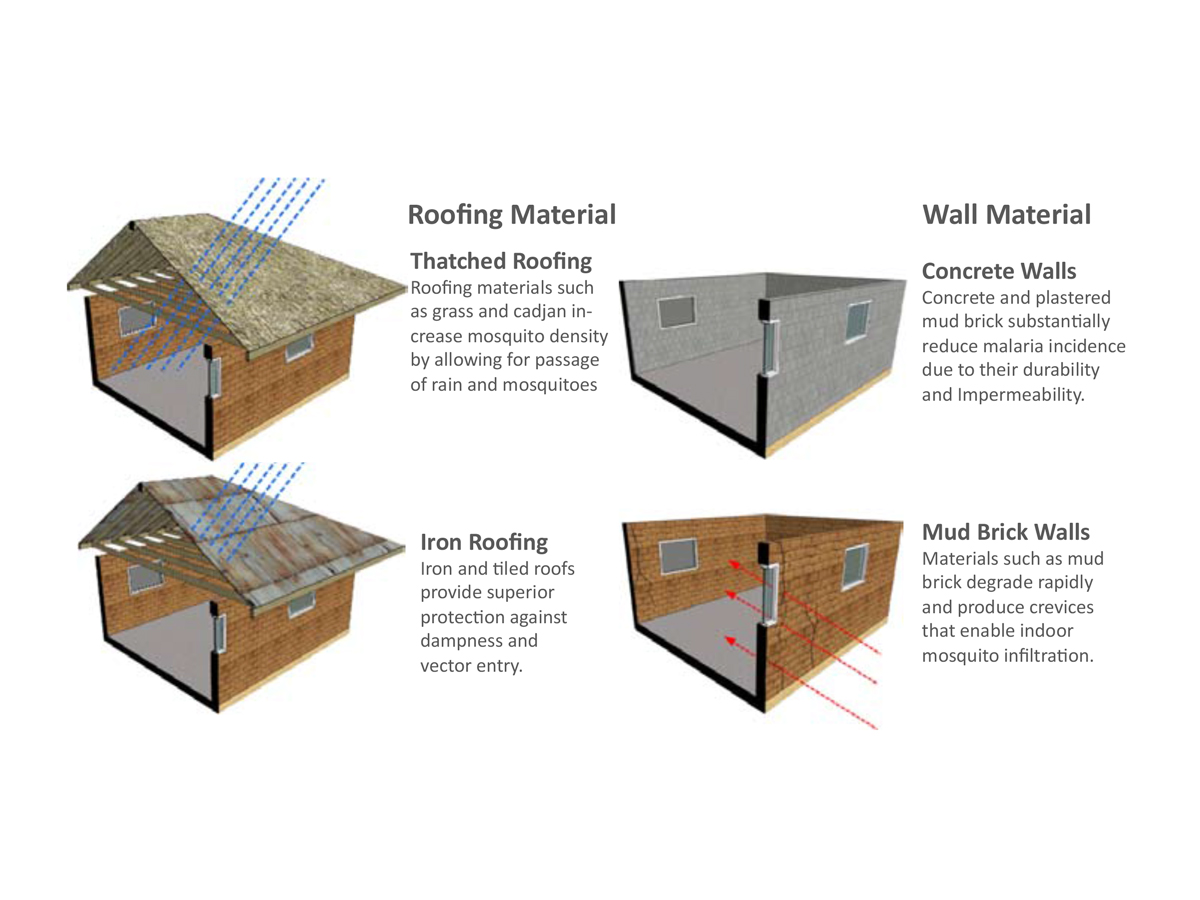 Roofing Material
Thatched Roofing
Roofing materials such
as grass and cadjan in-
crease mosquito density
by allowing for passage
of rain and mosquitoes
Iron Roofing
Iron and tiled roofs
provide superior
protection against
dampness and
vector entry.
Wall Material
Concrete Walls
Concrete and plastered
mud brick substantially
reduce malaria incidence
due to their durability
and Impermeability.
Mud Brick Walls
Materials such as mud
brick degrade rapidly
and produce crevices
that enable indoor
mosquito infiltration.